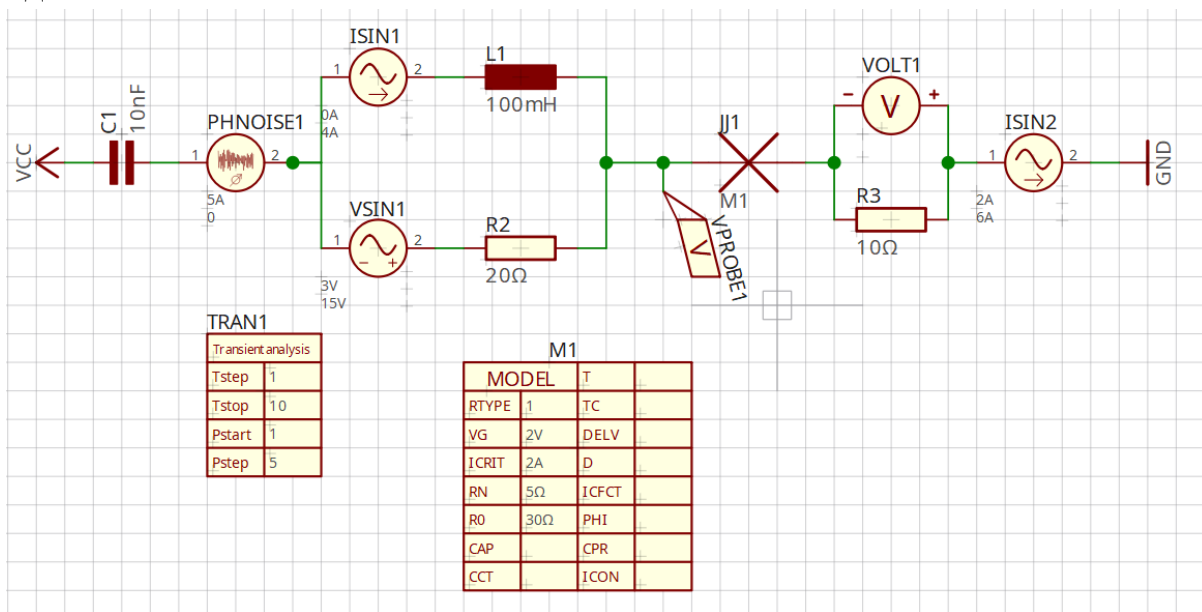 ISIN1
1
2
0A
4A
L1
100mH
C1
10nF
VCC
PHNOISE1
1
2
5A
0
VSIN1
1
2
3V
15V
R2
20Ω
JJ1
M1
V
VPROBE1
VOLT1
V
R3
10Ω
ISIN2
1
2
2A
6A
GND
TRAN1
Transient analysis
Tstep 1
Tstop 10
Pstart 1
Pstep 5
M1
MODEL T
RTYPE 1 TC
VG 2V DELV
ICRIT 2A D
RN 5Ω ICFCT
R0 30Ω PHI
CAP CPR
CCT ICON